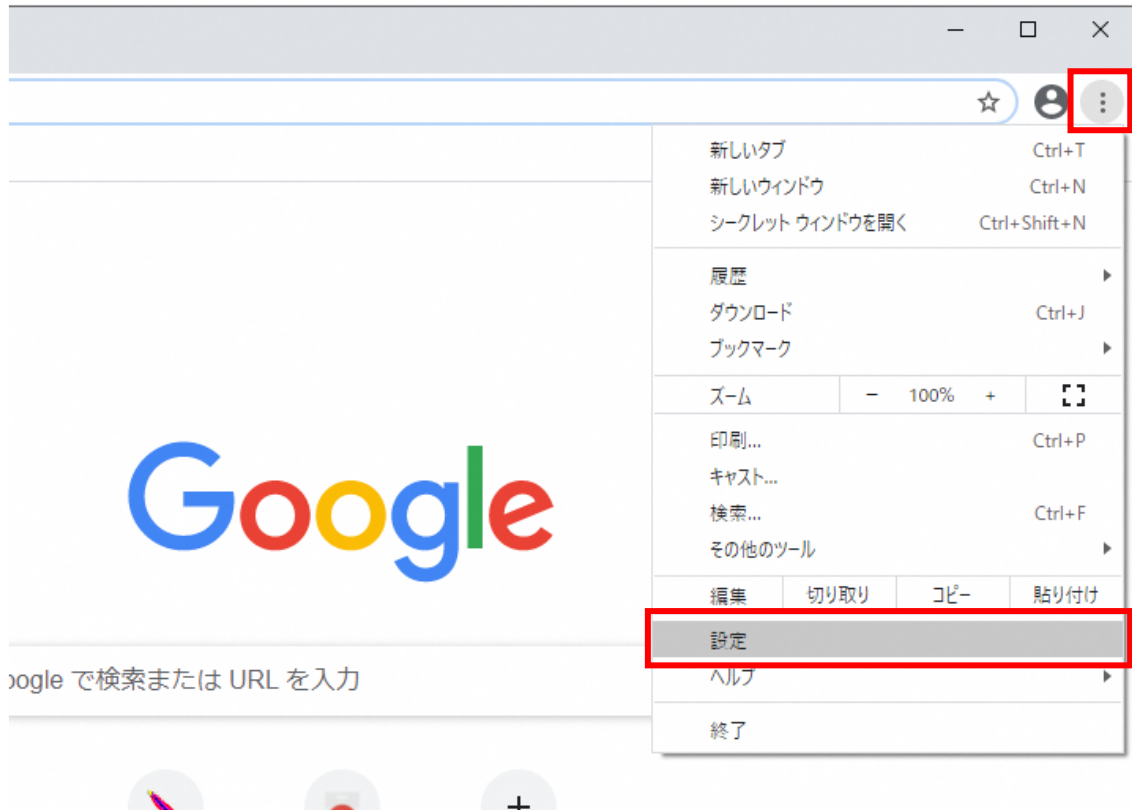 新しいタブ Ctrl+T
新しいウィンドウ Ctrl+N
シークレット ウィンドウを開く Ctrl+Shift+N
履歴
ダウンロード Ctrl+J
ブックマーク
ズーム - 100% +
印刷... Ctrl+P
キャスト...
検索... Ctrl+F
その他のツール
編集 切り取り コピー 貼り付け
設定
ヘルプ
終了
Google
oogle で検索または URL を入力